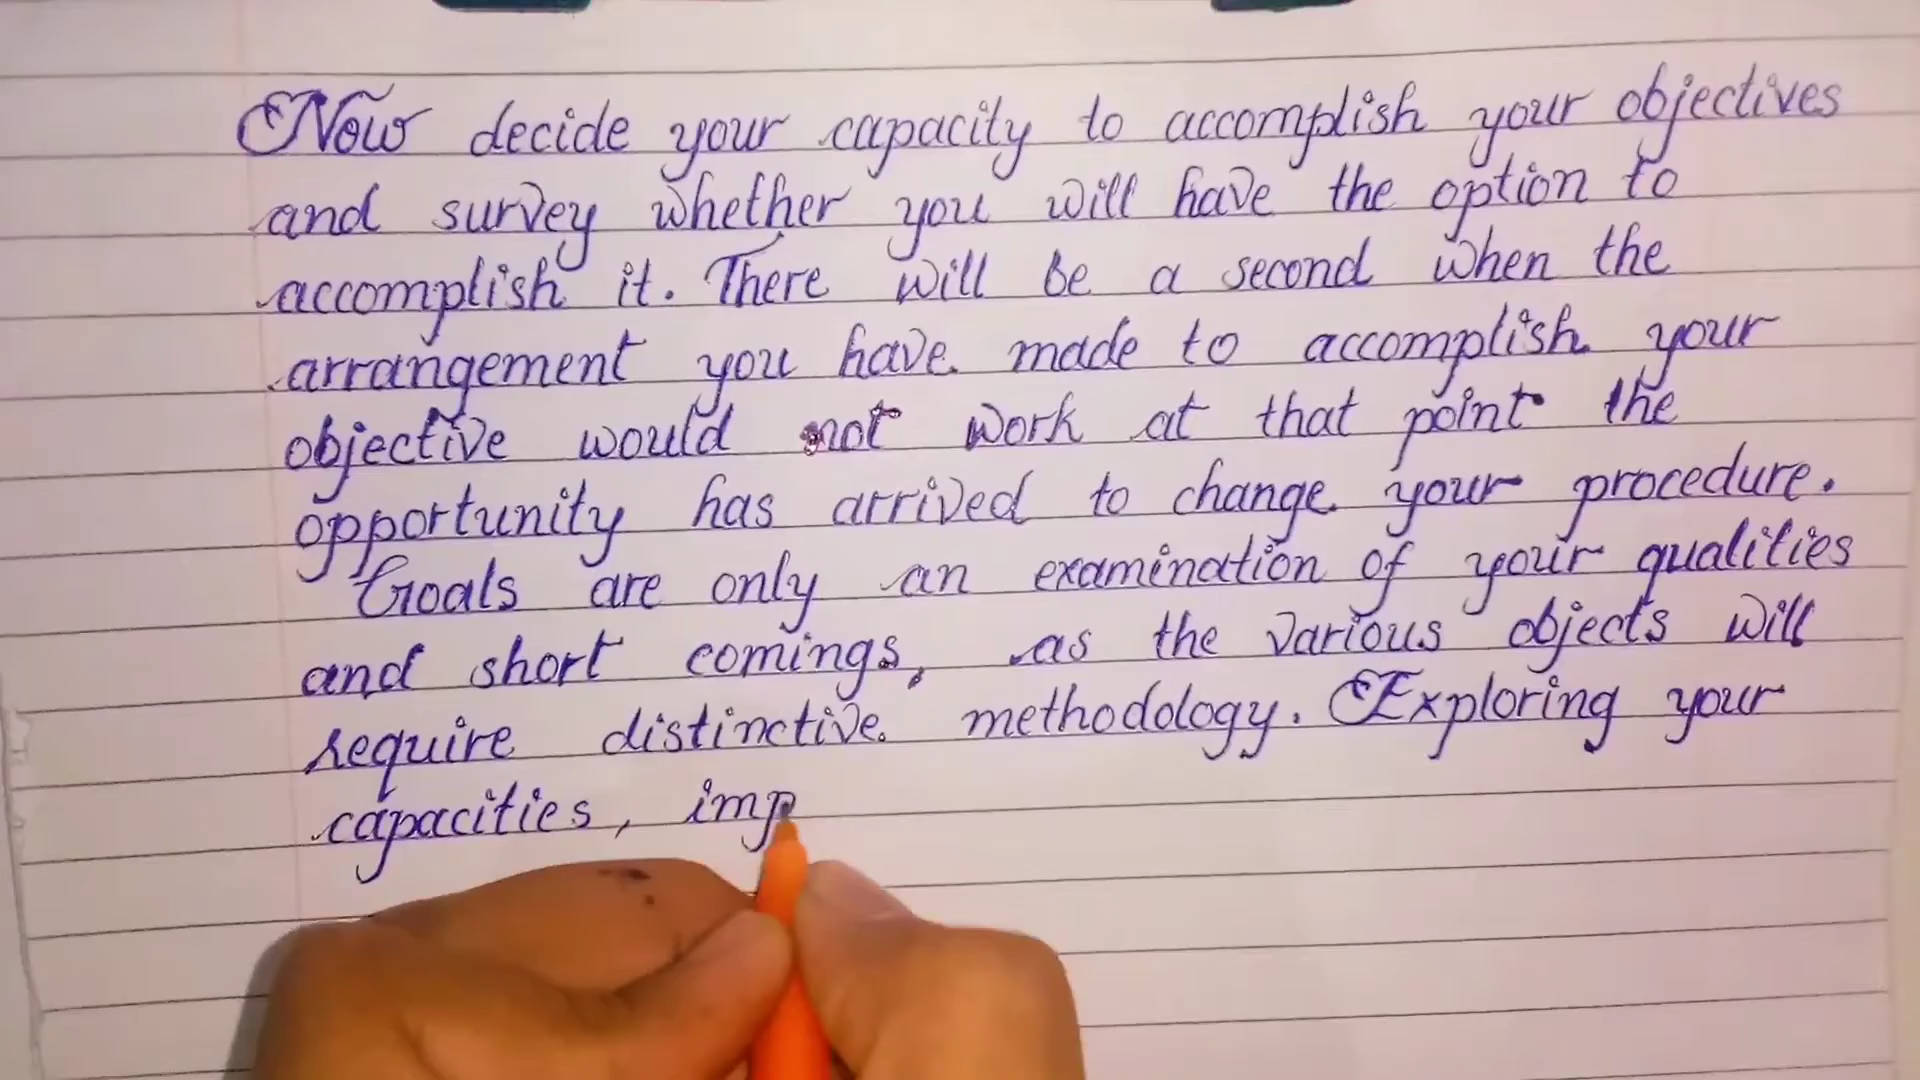 Now decide your capacity to accomplish your objectives
and survey whether you will have the option to
accomplish it. There will be a second when the
arrangement you have made to accomplish your
objective would not work at that point the
opportunity has arrived to change your procedure.
Goals are only an examination of your qualities
and short comings, as the various objects will
require distinctive methodology. Exploring your
capacities, imp